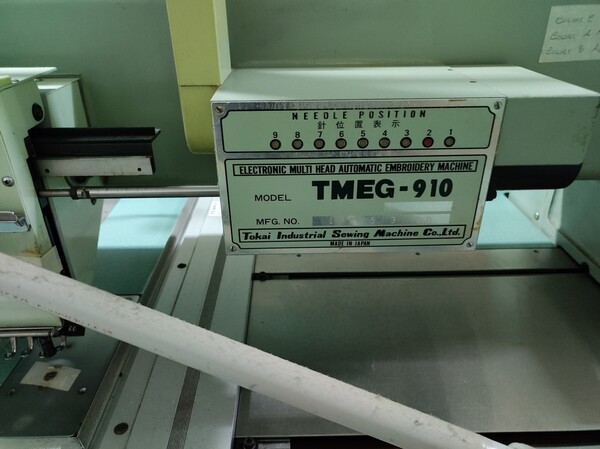 NEEDLE POSITION
針位置表示
9 8 7 6 5 4 3 2 1
ELECTRONIC MULTI HEAD AUTOMATIC EMBROIDERY MACHINE
MODEL TMEG-910
MFG. NO.
Tokai Industrial Sewing Machine Co., Ltd.
MADE IN JAPAN